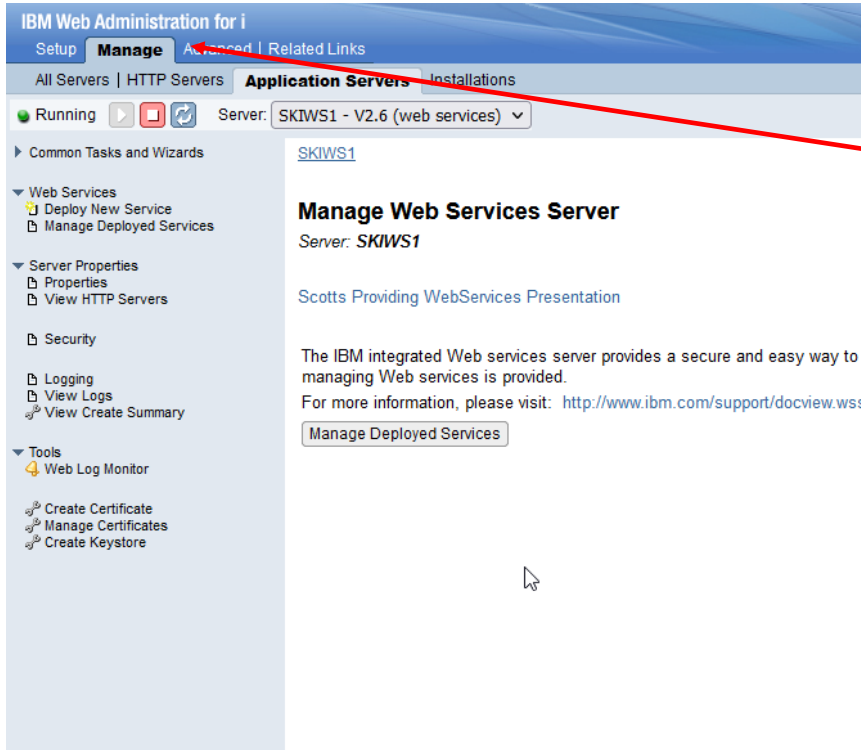 IBM Web Administration for i
Setup Manage Advanced | Related Links
All Servers | HTTP Servers Application Servers Installations
Running Server: SKIWS1 - V2.6 (web services)
Common Tasks and Wizards
Web Services
Deploy New Service
Manage Deployed Services
Server Properties
Properties
View HTTP Servers
Security
Logging
View Logs
View Create Summary
Tools
Web Log Monitor
Create Certificate
Manage Certificates
Create Keystore
SKIWS1
Manage Web Services Server
Server: SKIWS1
Scotts Providing WebServices Presentation
The IBM integrated Web services server provides a secure and easy way to
managing Web services is provided.
For more information, please visit: http://www.ibm.com/support/docview.wss
Manage Deployed Services